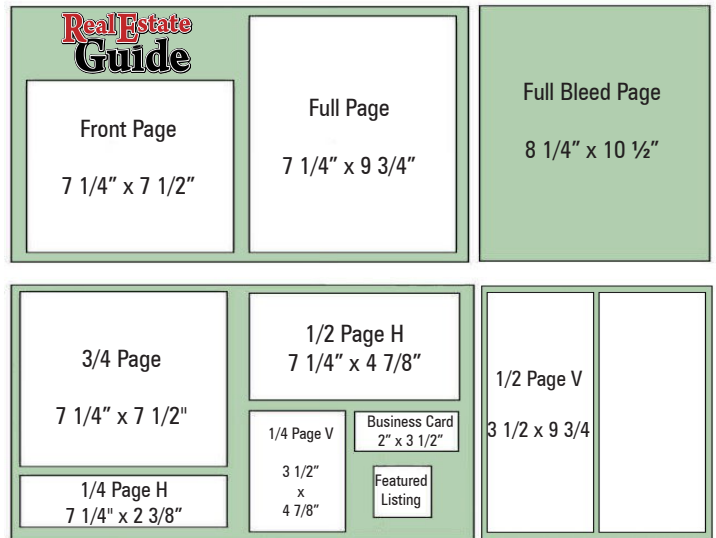 Real Estate
Guide
Front Page
7 1/4” x 7 1/2”
Full Page
7 1/4” x 9 3/4”
Full Bleed Page
8 1/4” x 10 ½”
3/4 Page
7 1/4” x 7 1/2"
1/4 Page H
7 1/4" x 2 3/8”
1/2 Page H
7 1/4” x 4 7/8”
1/4 Page V
3 1/2”
x
4 7/8”
Business Card
2” x 3 1/2”
Featured
Listing
1/2 Page V
3 1/2 x 9 3/4